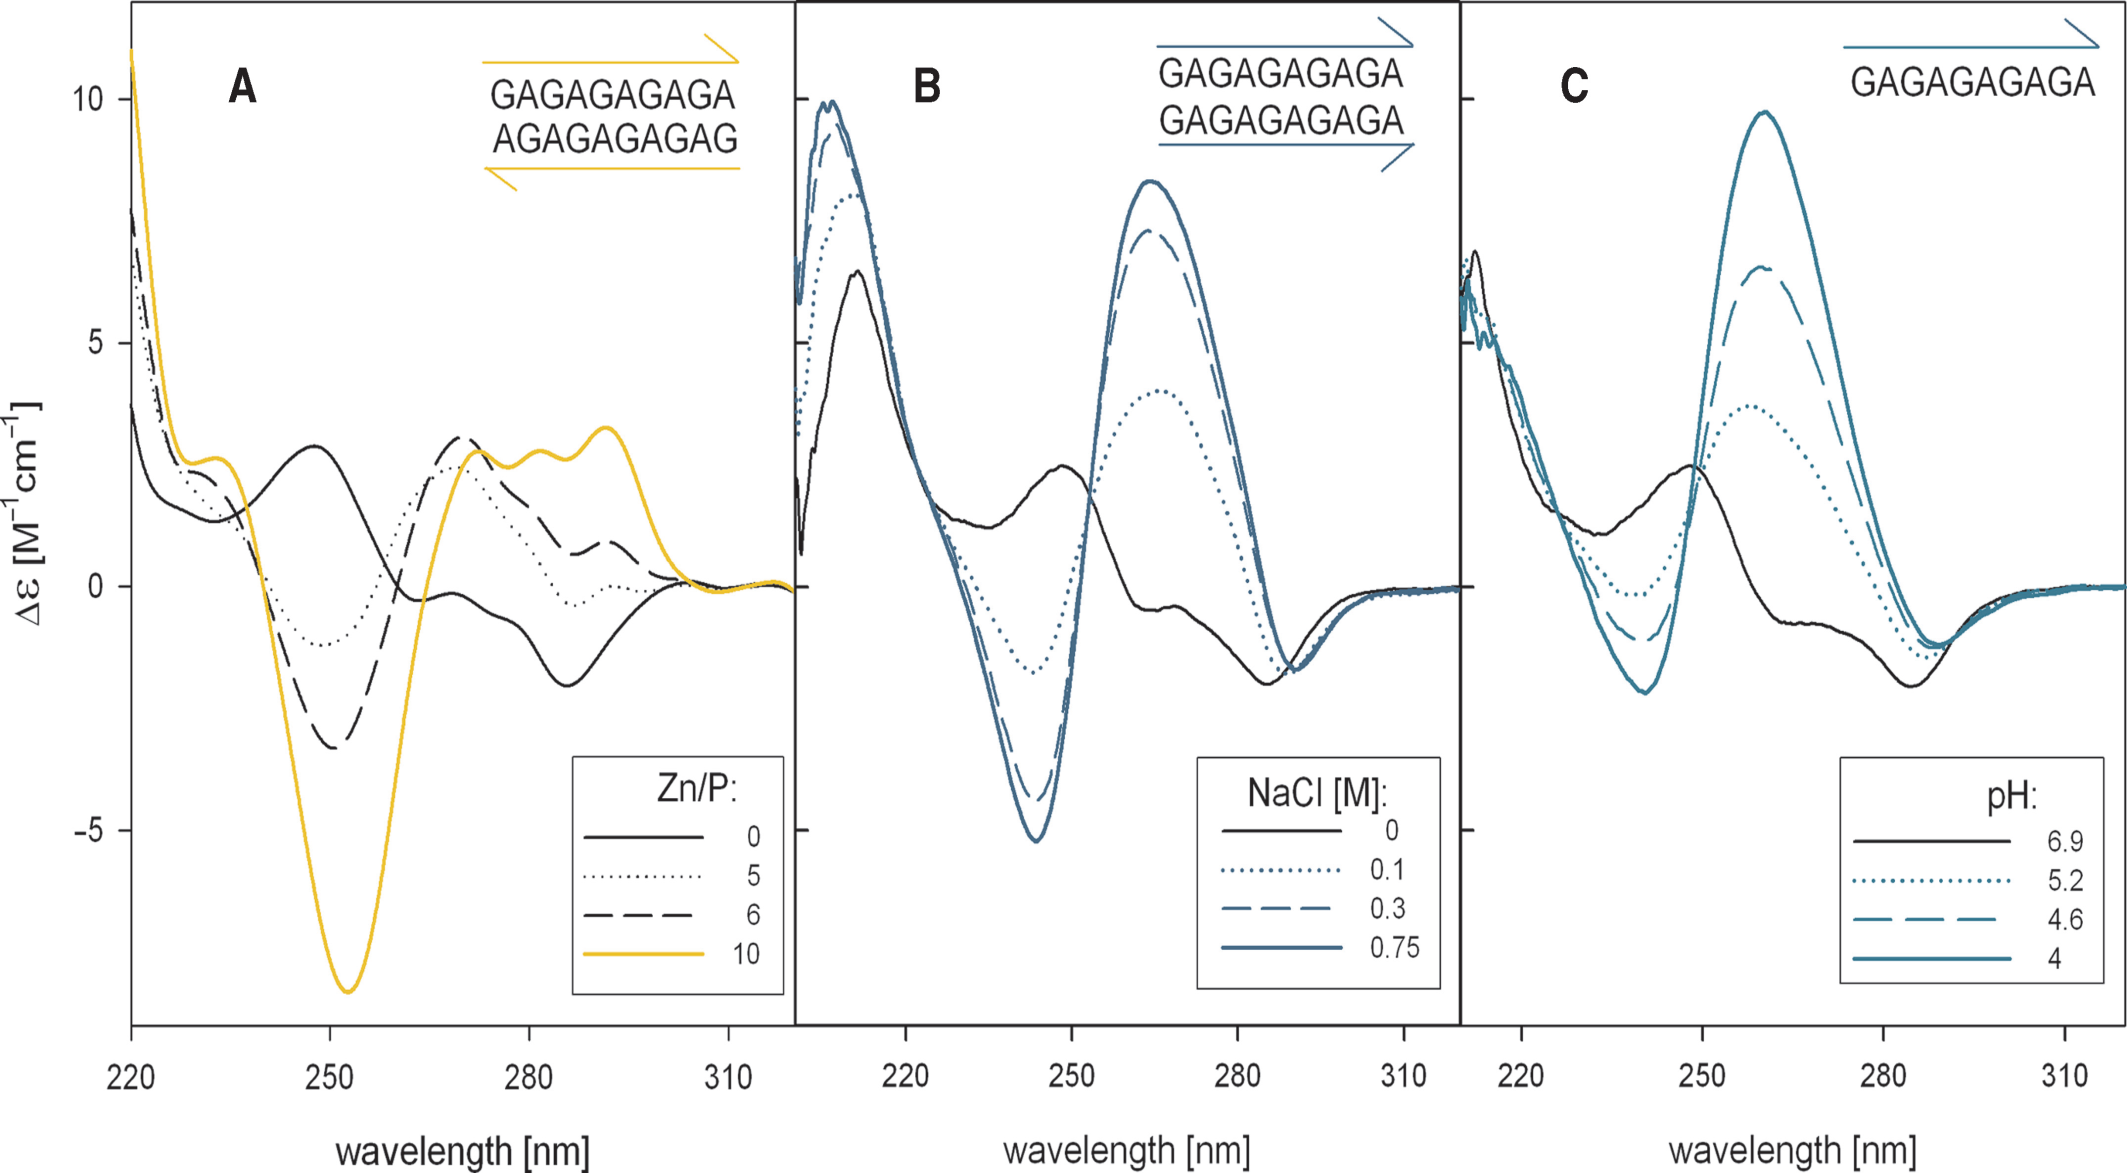 A
GAGAGAGAGA
AGAGAGAGAG
B
GAGAGAGAGA
GAGAGAGAGA
C
GAGAGAGAGA
10
5
0
−5
Δε [M⁻¹cm⁻¹]
Zn/P:
0
5
6
10
NaCl [M]:
0
0.1
0.3
0.75
pH:
6.9
5.2
4.6
4
220 250 280 310
220 250 280 310
220 250 280 310
wavelength [nm]
wavelength [nm]
wavelength [nm]